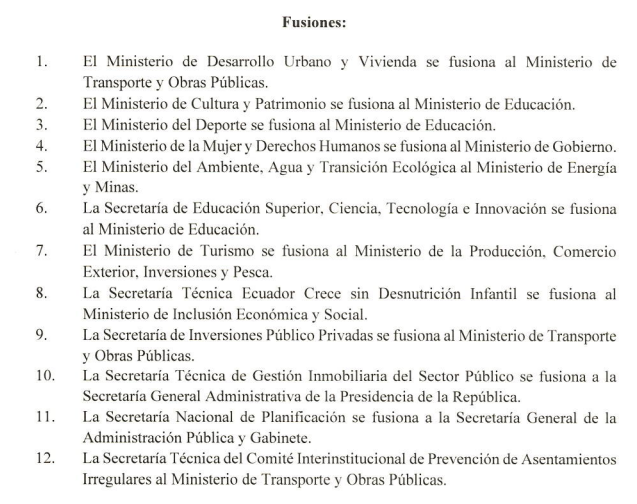 Fusiones:
1. El Ministerio de Desarrollo Urbano y Vivienda se fusiona al Ministerio de
Transporte y Obras Públicas.
2. El Ministerio de Cultura y Patrimonio se fusiona al Ministerio de Educación.
3. El Ministerio del Deporte se fusiona al Ministerio de Educación.
4. El Ministerio de la Mujer y Derechos Humanos se fusiona al Ministerio de Gobierno.
5. El Ministerio del Ambiente, Agua y Transición Ecológica al Ministerio de Energía
y Minas.
6. La Secretaría de Educación Superior, Ciencia, Tecnología e Innovación se fusiona
al Ministerio de Educación.
7. El Ministerio de Turismo se fusiona al Ministerio de la Producción, Comercio
Exterior, Inversiones y Pesca.
8. La Secretaría Técnica Ecuador Crece sin Desnutrición Infantil se fusiona al
Ministerio de Inclusión Económica y Social.
9. La Secretaría de Inversiones Público Privadas se fusiona al Ministerio de Transporte
y Obras Públicas.
10. La Secretaría Técnica de Gestión Inmobiliaria del Sector Público se fusiona a la
Secretaría General Administrativa de la Presidencia de la República.
11. La Secretaría Nacional de Planificación se fusiona a la Secretaría General de la
Administración Pública y Gabinete.
12. La Secretaría Técnica del Comité Interinstitucional de Prevención de Asentamientos
Irregulares al Ministerio de Transporte y Obras Públicas.